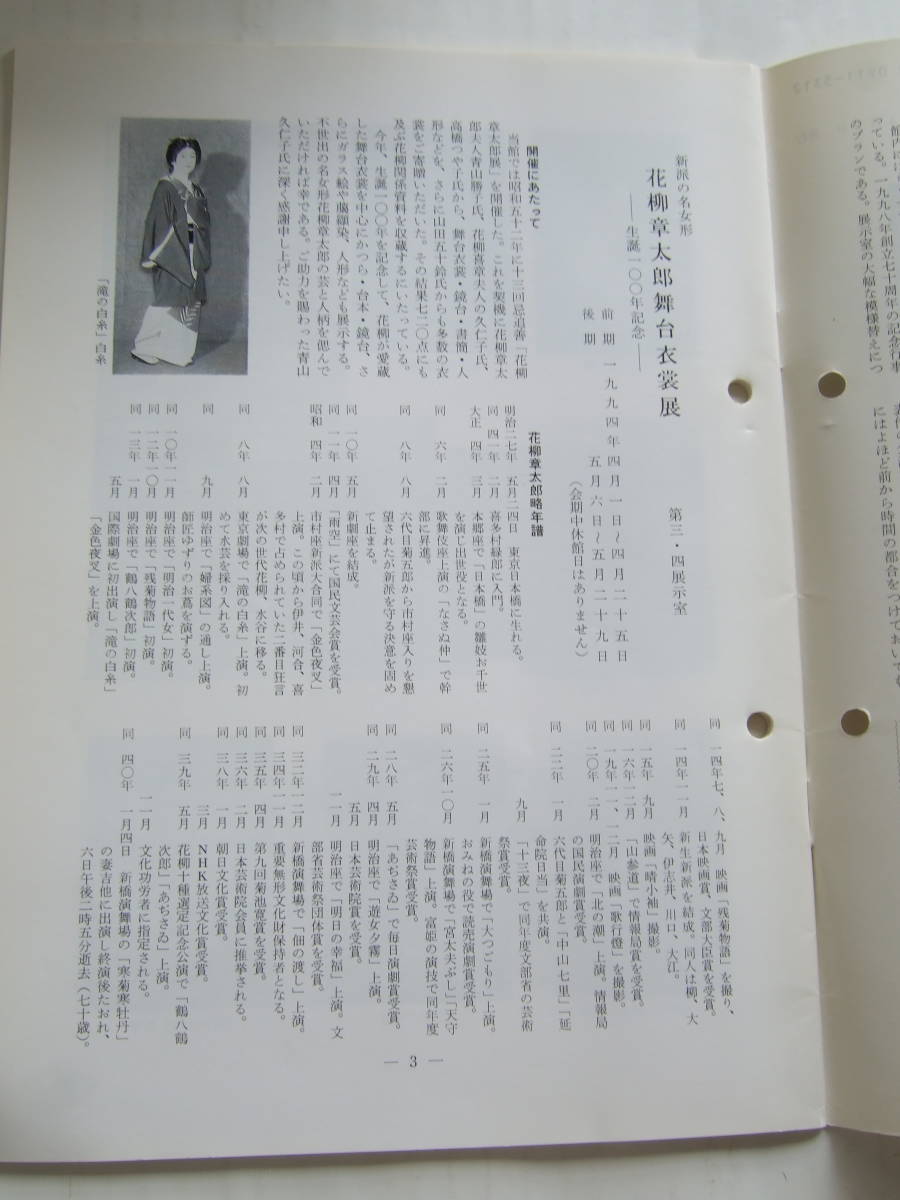 新派の名女形
花柳章太郎舞台衣裳展
―生誕一〇〇年記念―
第三・四展示室
前期 一九九四年四月一日〜四月二十五日
後期 五月六日〜五月二十九日
（会期中休館日はありません）
開催にあたって
当館では昭和五十二年に十三回忌追善「花柳
章太郎展」を開催した。これを契機に花柳章太
郎夫人青山勝子氏、花柳喜章夫人の久仁子氏、
高橋つや子氏から、舞台衣裳・鏡台・書簡・人
形などを、さらに山田五十鈴氏からも多数の衣
裳をご寄贈いただいた。その結果七二〇点にも
及ぶ花柳関係資料を収蔵するにいたっている。
今年、生誕一〇〇年を記念して、花柳が愛蔵
した舞台衣裳を中心にかつら・台本・鏡台、さ
らにガラス絵や臈纈染、人形なども展示する。
不世出の名女形花柳章太郎の芸と人柄を偲んで
いただければ幸である。ご助力を賜わった青山
久仁子氏に深く感謝申し上げたい。
「滝の白糸」白糸
花柳章太郎略年譜
明治二七年 五月二四日 東京日本橋に生れる。
同 四一年 二月 喜多村緑郎に入門。
大正 四年 三月 本郷座で「日本橋」の雛妓お千世
を演じ出世役となる。
同 六年 二月 歌舞伎座上演の「なさぬ仲」で幹
部に昇進。
同 八年 八月 六代目菊五郎から市村座入りを懇
望されたが新派を守る決意を固め
て止まる。
同 一〇年 五月 新劇座を結成。
同 一一年 四月 「雨空」にて国民文芸会賞を受賞。
昭和 四年 二月 市村座新派大合同で「金色夜叉」
上演。この頃から伊井、河合、喜
多村で占められていた二番目狂言
が次の世代花柳、水谷に移る。
同 八年 八月 東京劇場で「滝の白糸」上演。初
めて水芸を採り入れる。
同 九月 明治座で「婦系図」の通し上演。
師匠ゆずりのお蔦を演ずる。
同 一〇年一一月 明治座で「明治一代女」初演。
同 一二年一〇月 明治座で「残菊物語」初演。
同 一三年 一月 明治座で「鶴八鶴次郎」初演。
五月 国際劇場に初出演し「滝の白糸」
「金色夜叉」を上演。
同 一四年七、八、九月 映画「残菊物語」を撮り、
日本映画賞、文部大臣賞を受賞。
同 一四年一一月 新生新派を結成。同人は柳、大
矢、伊志井、川口、大江。
同 一五年 九月 映画「晴小袖」撮影。
同 一六年一二月 「山参道」で情報局賞を受賞。
同 一九年一一、一二月 映画「歌行燈」を撮影。
同 二〇年 二月 明治座で「北の潮」上演。情報局
の国民演劇賞受賞。
同 二二年 一月 六代目菊五郎と「中山七里」「延
命院日当」を共演。
九月 「十三夜」で同年度文部省の芸術
祭賞受賞。
同 二五年 一月 新橋演舞場で「大つごもり」上演。
おみねの役で読売演劇賞受賞。
同 二六年一〇月 新橋演舞場で「宮太夫ぶし」「天守
物語」上演。富姫の演技で同年度
芸術祭賞受賞。
同 二八年 五月 「あぢさゐ」で毎日演劇賞受賞。
同 二九年 四月 明治座で「遊女夕霧」上演。
五月 日本芸術院賞を受賞。
一一月 明治座で「明日の幸福」上演。文
部省芸術祭団体賞を受賞。
同 三三年一二月 新橋演舞場で「佃の渡し」上演。
同 三四年一一月 重要無形文化財保持者となる。
同 三五年 四月 第九回菊池寛賞を受賞。
同 三六年 二月 日本芸術院会員に推挙される。
同 三八年 一月 朝日文化賞受賞。
三月 NHK放送文化賞受賞。
同 三九年 五月 花柳十種選定記念公演で「鶴八鶴
次郎」「あぢさゐ」上演。
一一月 文化功労者に指定される。
同 四〇年 一月四日 新橋演舞場の「寒菊寒牡丹」
の妻吉他に出演し終演後たおれ、
六日午後二時五分逝去（七十歳）。
― 3 ―
っている。一九九八年創立七十周年の記念行事
のプランである。展示室の大幅な模様替えにつ
にはよほど前から時間の都合をつけておいても